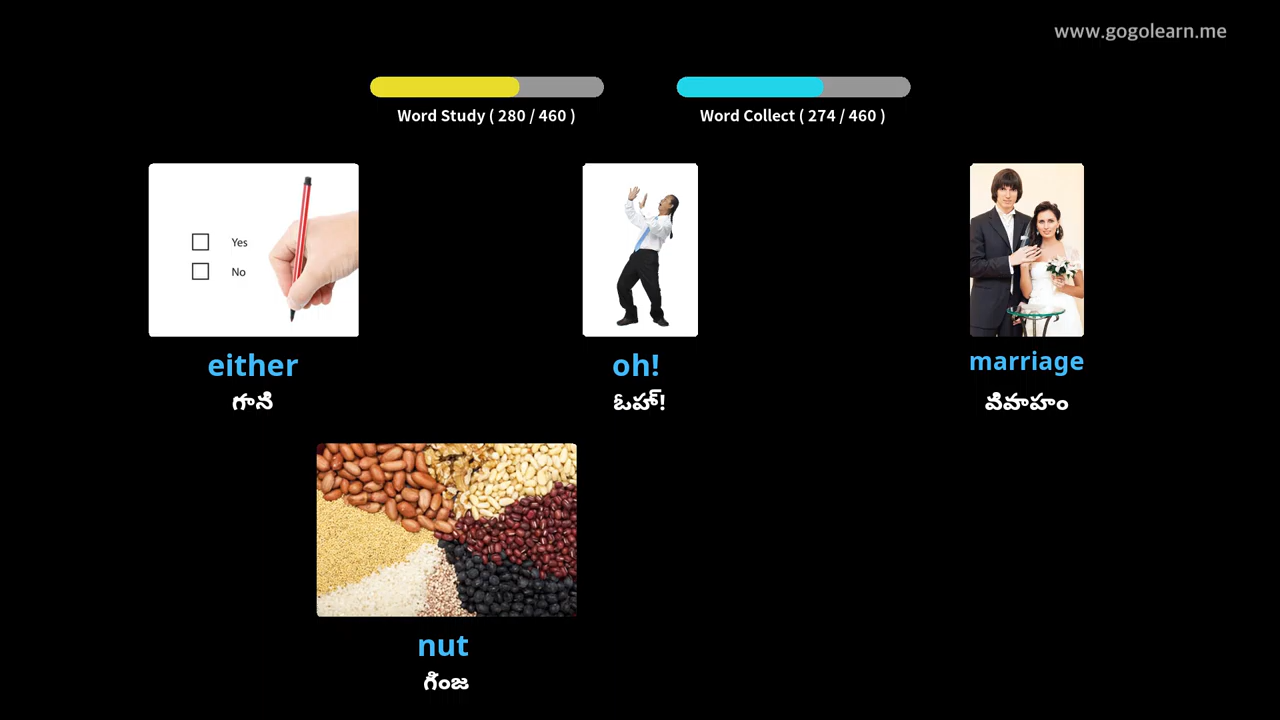 www.gogolearn.me
Word Study ( 280 / 460 )
Word Collect ( 274 / 460 )
Yes
No
either
గాని
oh!
ఓహ్!
marriage
వివాహం
nut
గింజ